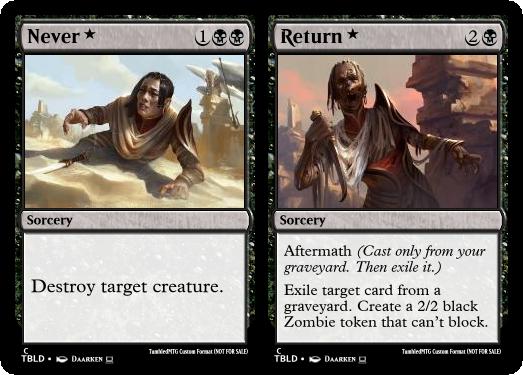 Never ★ 1
Sorcery
Destroy target creature.
C
TBLD • DAARKEN
TumbledMTG Custom Format (NOT FOR SALE)
Return ★ 2
Sorcery
Aftermath (Cast only from your
graveyard. Then exile it.)
Exile target card from a
graveyard. Create a 2/2 black
Zombie token that can't block.
C
TBLD • DAARKEN
TumbledMTG Custom Format (NOT FOR SALE)